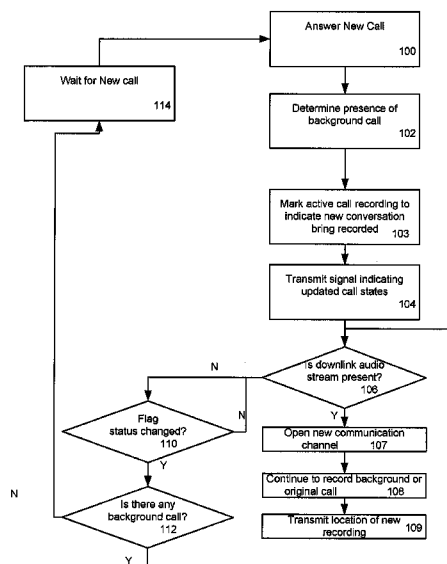 Answer New Call
100
Wait for New call
114
Determine presence of
background call
102
Mark active call recording to
indicate new conversation
bring recorded
103
Transmit signal indicating
updated call states
104
Is downlink audio
stream present?
106
N
Y
Flag
status changed?
110
N
Y
Open new communication
channel
107
Continue to record background or
original call
108
Transmit location of new
recording
109
N
Is there any
background call?
112
Y